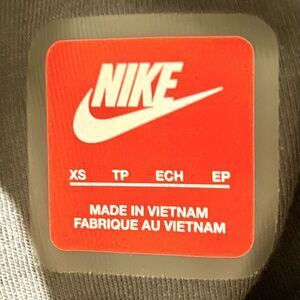 NIKE
XS TP ECH EP
MADE IN VIETNAM
FABRIQUE AU VIETNAM